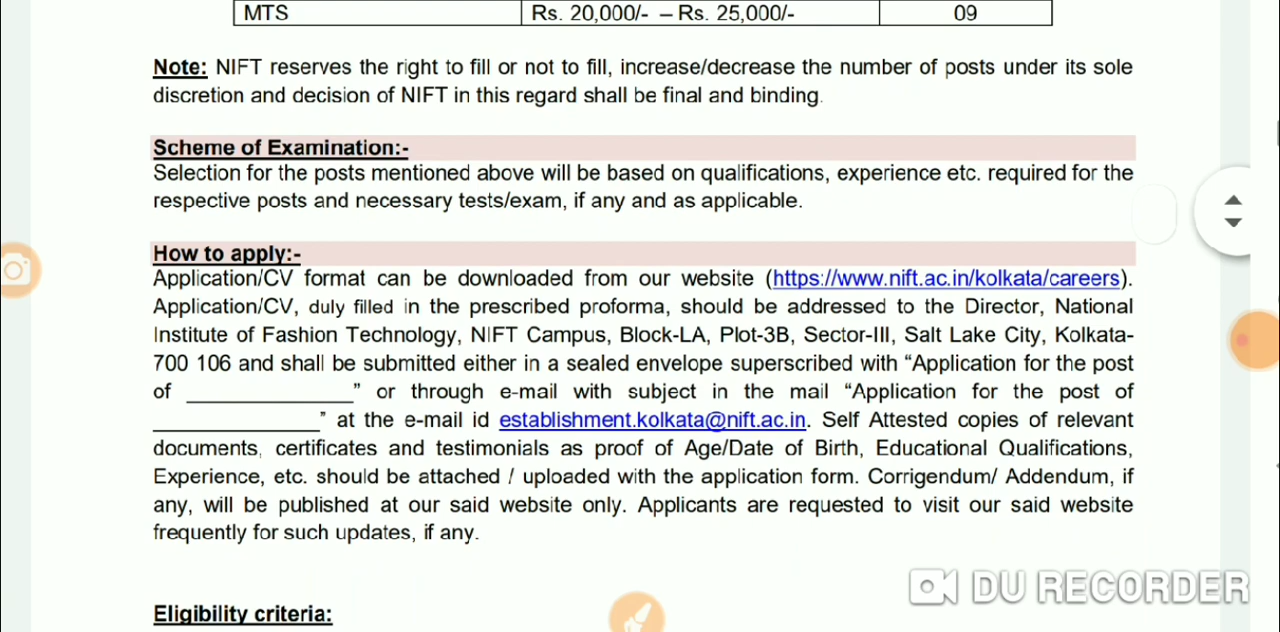 MTS Rs. 20,000/- – Rs. 25,000/- 09
Note: NIFT reserves the right to fill or not to fill, increase/decrease the number of posts under its sole
discretion and decision of NIFT in this regard shall be final and binding.
Scheme of Examination:-
Selection for the posts mentioned above will be based on qualifications, experience etc. required for the
respective posts and necessary tests/exam, if any and as applicable.
How to apply:-
Application/CV format can be downloaded from our website (https://www.nift.ac.in/kolkata/careers).
Application/CV, duly filled in the prescribed proforma, should be addressed to the Director, National
Institute of Fashion Technology, NIFT Campus, Block-LA, Plot-3B, Sector-III, Salt Lake City, Kolkata-
700 106 and shall be submitted either in a sealed envelope superscribed with “Application for the post
of ________________” or through e-mail with subject in the mail “Application for the post of
________________” at the e-mail id establishment.kolkata@nift.ac.in. Self Attested copies of relevant
documents, certificates and testimonials as proof of Age/Date of Birth, Educational Qualifications,
Experience, etc. should be attached / uploaded with the application form. Corrigendum/ Addendum, if
any, will be published at our said website only. Applicants are requested to visit our said website
frequently for such updates, if any.
DU RECORDER
Eligibility criteria: